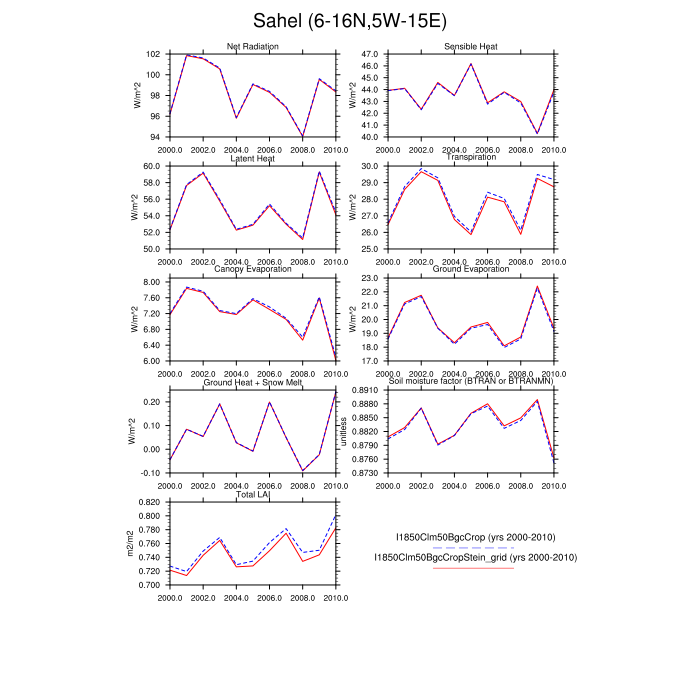 Sahel (6-16N,5W-15E)
Net Radiation
W/m^2
102
100
98
96
94
2000.0 2002.0 2004.0 2006.0 2008.0 2010.0
Sensible Heat
W/m^2
47.0
46.0
45.0
44.0
43.0
42.0
41.0
40.0
2000.0 2002.0 2004.0 2006.0 2008.0 2010.0
Latent Heat
W/m^2
60.0
58.0
56.0
54.0
52.0
50.0
2000.0 2002.0 2004.0 2006.0 2008.0 2010.0
Transpiration
W/m^2
30.0
29.0
28.0
27.0
26.0
25.0
2000.0 2002.0 2004.0 2006.0 2008.0 2010.0
Canopy Evaporation
W/m^2
8.00
7.60
7.20
6.80
6.40
6.00
2000.0 2002.0 2004.0 2006.0 2008.0 2010.0
Ground Evaporation
W/m^2
23.0
22.0
21.0
20.0
19.0
18.0
17.0
2000.0 2002.0 2004.0 2006.0 2008.0 2010.0
Ground Heat + Snow Melt
W/m^2
0.20
0.10
0.00
-0.10
2000.0 2002.0 2004.0 2006.0 2008.0 2010.0
Soil moisture factor (BTRAN or BTRANMN)
unitless
0.8910
0.8880
0.8850
0.8820
0.8790
0.8760
0.8730
2000.0 2002.0 2004.0 2006.0 2008.0 2010.0
Total LAI
m2/m2
0.820
0.800
0.780
0.760
0.740
0.720
0.700
2000.0 2002.0 2004.0 2006.0 2008.0 2010.0
I1850Clm50BgcCrop (yrs 2000-2010)
I1850Clm50BgcCropStein_grid (yrs 2000-2010)